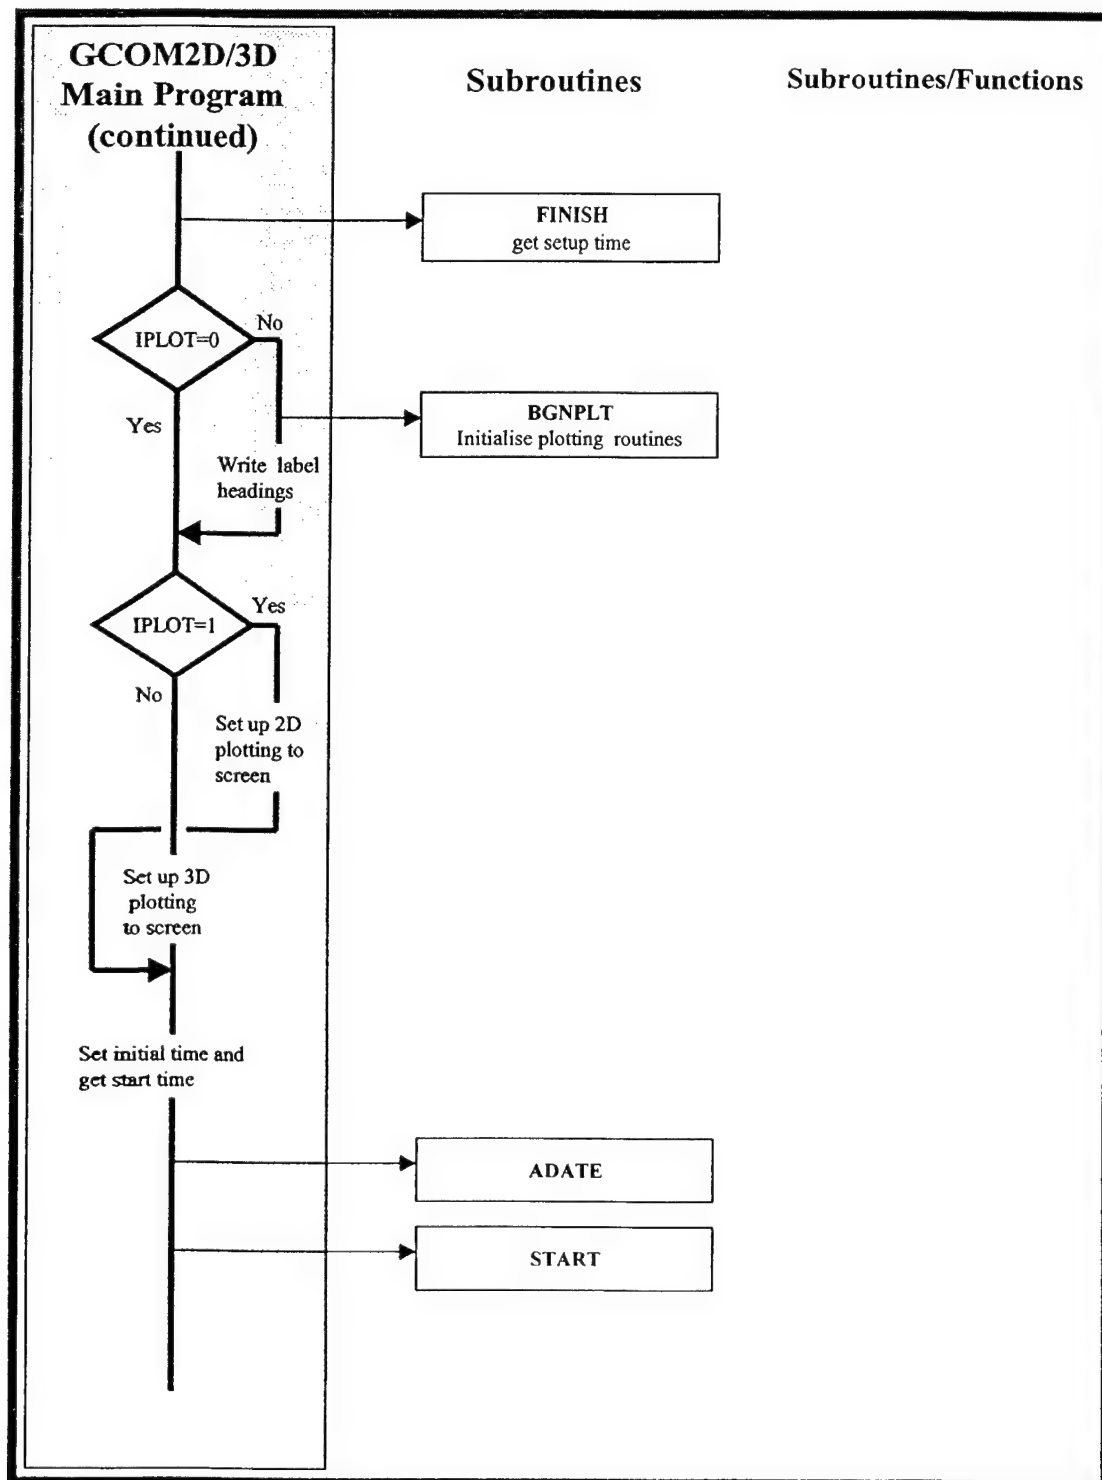 GCOM2D/3D
Main Program
(continued)
Subroutines
Subroutines/Functions
FINISH
get setup time
IPLOT=0
No
Yes
BGNPLT
Initialise plotting routines
Write label
headings
IPLOT=1
Yes
No
Set up 2D
plotting to
screen
Set up 3D
plotting
to screen
Set initial time and
get start time
ADATE
START